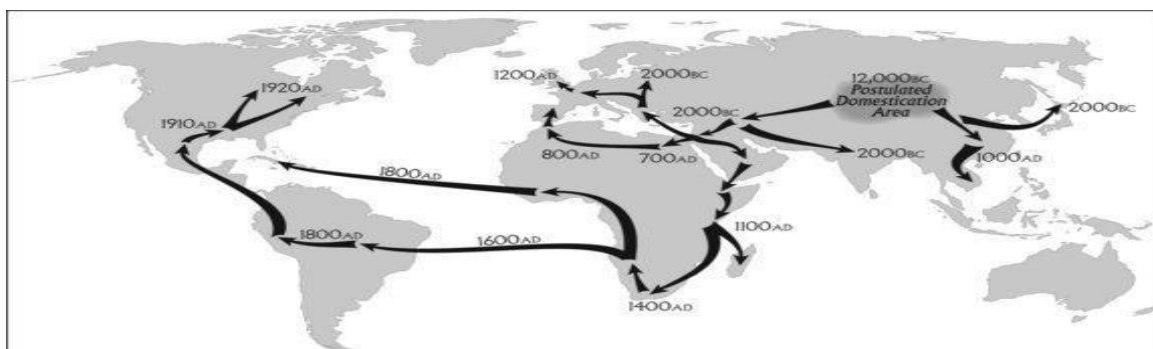 1200AD
2000BC
12,000BC
Postulated
Domestication
Area
1920AD
2000BC
2000BC
1910AD
800AD
700AD
2000BC
1000AD
1800AD
1100AD
1800AD
1600AD
1400AD